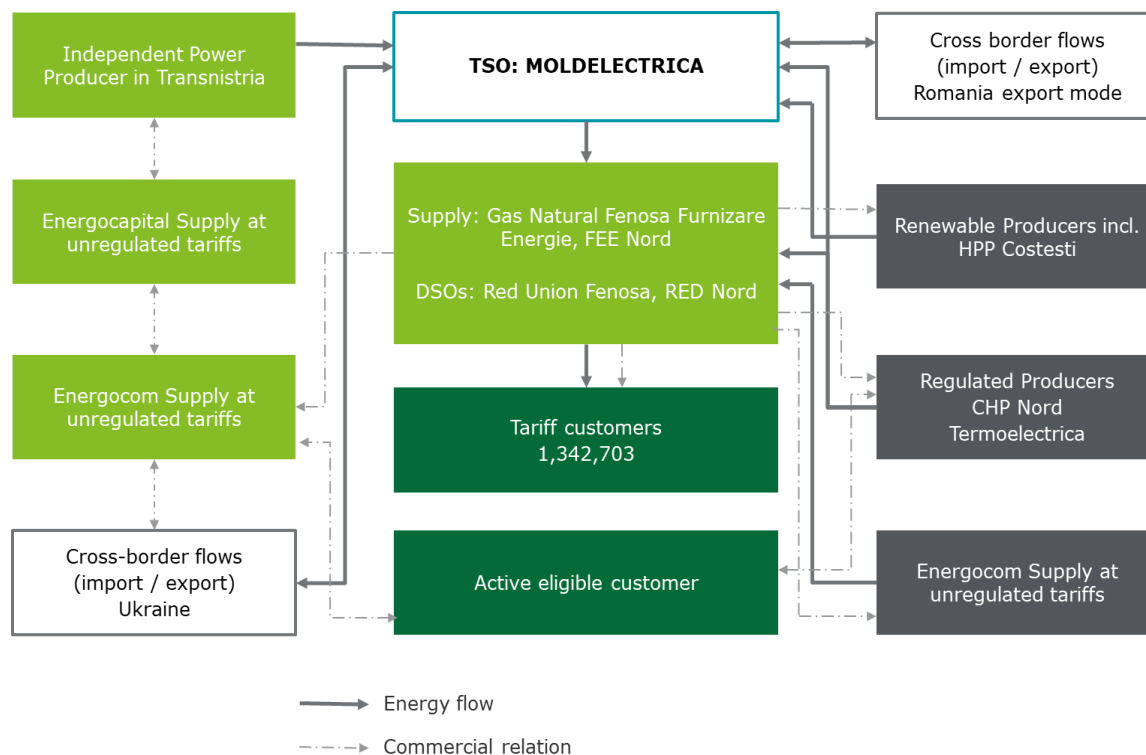 Independent Power
Producer in Transnistria
TSO: MOLDELECTRICA
Cross border flows
(import / export)
Romania export mode
Energocapital Supply at
unregulated tariffs
Supply: Gas Natural Fenosa Furnizare
Energie, FEE Nord
DSOs: Red Union Fenosa, RED Nord
Renewable Producers incl.
HPP Costesti
Energocom Supply at
unregulated tariffs
Tariff customers
1,342,703
Regulated Producers
CHP Nord
Termoelectrica
Cross-border flows
(import / export)
Ukraine
Active eligible customer
Energocom Supply at
unregulated tariffs
Energy flow
Commercial relation